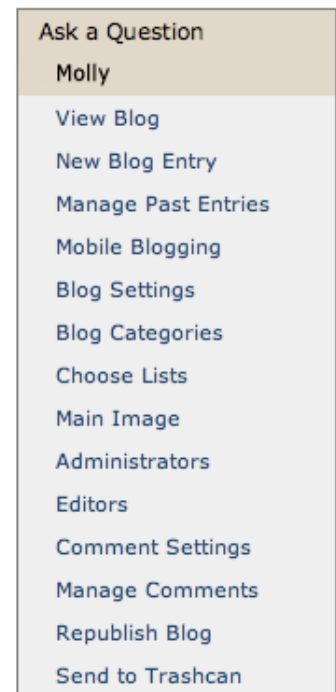 Ask a Question
Molly
View Blog
New Blog Entry
Manage Past Entries
Mobile Blogging
Blog Settings
Blog Categories
Choose Lists
Main Image
Administrators
Editors
Comment Settings
Manage Comments
Republish Blog
Send to Trashcan